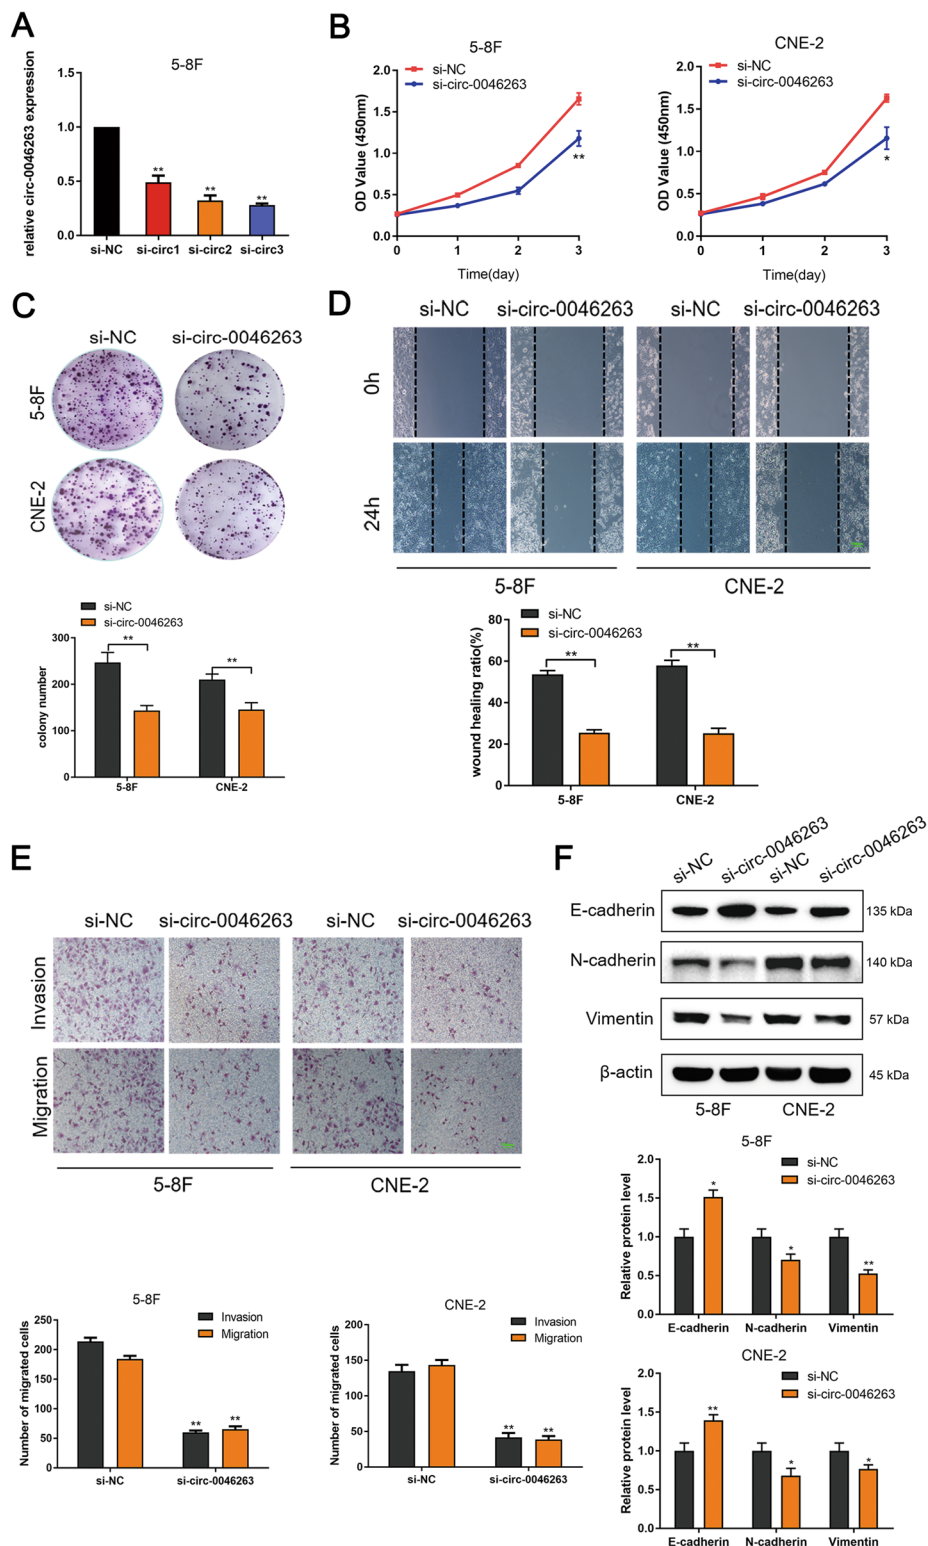 A
5-8F
relative circ-0046263 expression
1.5
1.0
0.5
0.0
** ** **
si-NC si-circ1 si-circ2 si-circ3
B
5-8F
si-NC
si-circ-0046263
OD Value (450nm)
2.0
1.5
1.0
0.5
0.0
**
0 1 2 3
Time(day)
CNE-2
si-NC
si-circ-0046263
OD Value (450nm)
2.0
1.5
1.0
0.5
0.0
*
0 1 2 3
Time(day)
C
si-NC si-circ-0046263
5-8F
CNE-2
si-NC
si-circ-0046263
colony number
300
200
100
0
** **
5-8F CNE-2
D
si-NC si-circ-0046263 si-NC si-circ-0046263
0h
24h
5-8F CNE-2
si-NC
si-circ-0046263
wound healing ratio(%)
80
60
40
20
0
** **
5-8F CNE-2
E
si-NC si-circ-0046263 si-NC si-circ-0046263
Invasion
Migration
5-8F CNE-2
5-8F
Invasion
Migration
Number of migrated cells
250
200
150
100
50
0
** **
si-NC si-circ-0046263
CNE-2
Invasion
Migration
Number of migrated cells
200
150
100
50
0
** **
si-NC si-circ-0046263
F
si-NC si-circ-0046263 si-NC si-circ-0046263
E-cadherin 135 kDa
N-cadherin 140 kDa
Vimentin 57 kDa
β-actin 45 kDa
5-8F CNE-2
5-8F
si-NC
si-circ-0046263
Relative protein level
2.0
1.5
1.0
0.5
0.0
* * **
E-cadherin N-cadherin Vimentin
CNE-2
si-NC
si-circ-0046263
Relative protein level
2.0
1.5
1.0
0.5
0.0
** * *
E-cadherin N-cadherin Vimentin